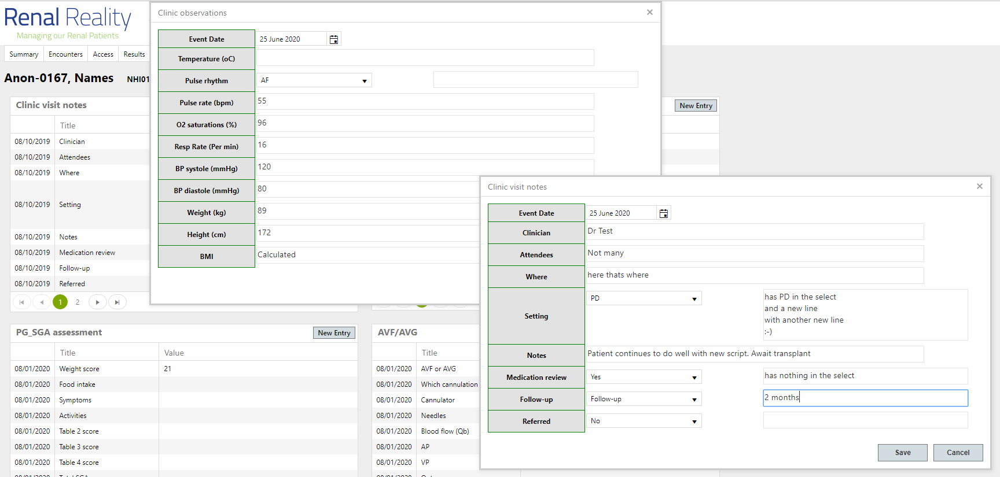 Renal Reality
Managing our Renal Patients
Summary Encounters Access Results
Anon-0167, Names NHI01
Clinic visit notes
Title
08/10/2019 Clinician
08/10/2019 Attendees
08/10/2019 Where
08/10/2019 Setting
08/10/2019 Notes
08/10/2019 Medication review
08/10/2019 Follow-up
08/10/2019 Referred
1 2
New Entry
Clinic observations
Event Date 25 June 2020
Temperature (oC)
Pulse rhythm AF
Pulse rate (bpm) 55
O2 saturations (%) 96
Resp Rate (Per min) 16
BP systole (mmHg) 120
BP diastole (mmHg) 80
Weight (kg) 89
Height (cm) 172
BMI Calculated
Clinic visit notes
Event Date 25 June 2020
Clinician Dr Test
Attendees Not many
Where here thats where
Setting PD
has PD in the select
and a new line
with another new line
:-)
Notes Patient continues to do well with new script. Await transplant
Medication review Yes has nothing in the select
Follow-up Follow-up 2 months
Referred No
Save Cancel
PG_SGA assessment New Entry
Title Value
08/01/2020 Weight score 21
08/01/2020 Food intake
08/01/2020 Symptoms
08/01/2020 Activities
08/01/2020 Table 2 score
08/01/2020 Table 3 score
08/01/2020 Table 4 score
AVF/AVG
Title
08/01/2020 AVF or AVG
08/01/2020 Which cannulation
08/01/2020 Cannulator
08/01/2020 Needles
08/01/2020 Blood flow (Qb)
08/01/2020 AP
08/01/2020 VP